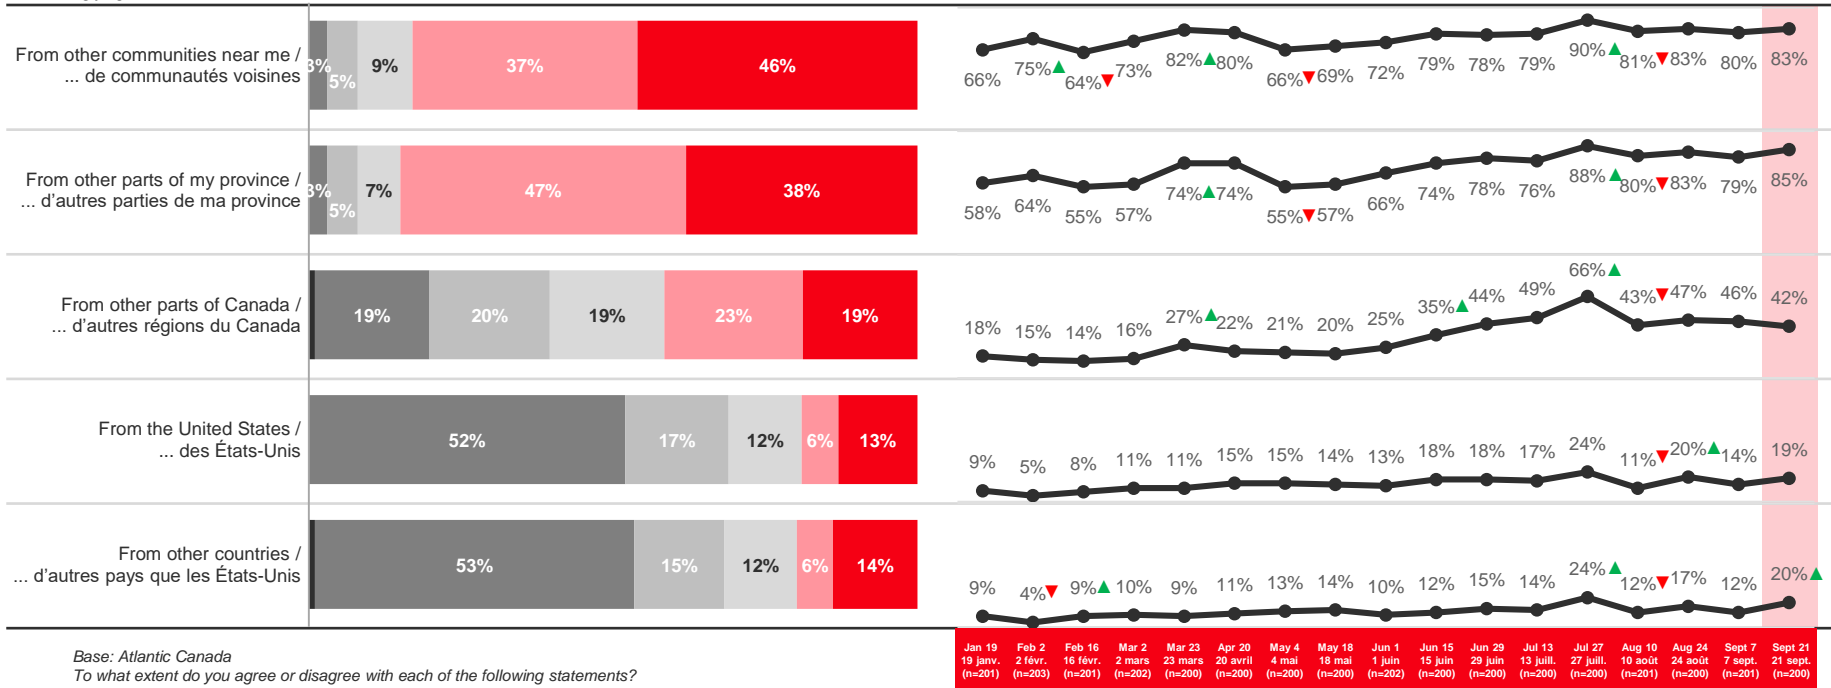 From other communities near me /
... de communautés voisines
3% 5% 9% 37% 46%
66% 75% 64% 73% 82% 80% 66% 69% 72% 79% 78% 79% 90% 81% 83% 80% 83%
From other parts of my province /
... d'autres parties de ma province
3% 5% 7% 47% 38%
58% 64% 55% 57% 74% 74% 55% 57% 66% 74% 78% 76% 88% 80% 83% 79% 85%
From other parts of Canada /
... d'autres régions du Canada
19% 20% 19% 23% 19%
18% 15% 14% 16% 27% 22% 21% 20% 25% 35% 44% 49% 66% 43% 47% 46% 42%
From the United States /
... des États-Unis
52% 17% 12% 6% 13%
9% 5% 8% 11% 11% 15% 15% 14% 13% 18% 18% 17% 24% 11% 20% 14% 19%
From other countries /
... d'autres pays que les États-Unis
53% 15% 12% 6% 14%
9% 4% 9% 10% 9% 11% 13% 14% 10% 12% 15% 14% 24% 12% 17% 12% 20%
Jan 19 Feb 2 Feb 16 Mar 2 Mar 23 Apr 20 May 4 May 18 Jun 1 Jun 15 Jun 29 Jul 13 Jul 27 Aug 10 Aug 24 Sept 7 Sept 21
19 janv. 2 févr. 16 févr. 2 mars 23 mars 20 avril 4 mai 18 mai 1 juin 15 juin 29 juin 13 juill. 27 juill. 10 août 24 août 7 sept. 21 sept.
(n=201) (n=203) (n=201) (n=202) (n=200) (n=200) (n=200) (n=200) (n=202) (n=200) (n=200) (n=200) (n=200) (n=201) (n=200) (n=201) (n=200)
Base: Atlantic Canada
To what extent do you agree or disagree with each of the following statements?